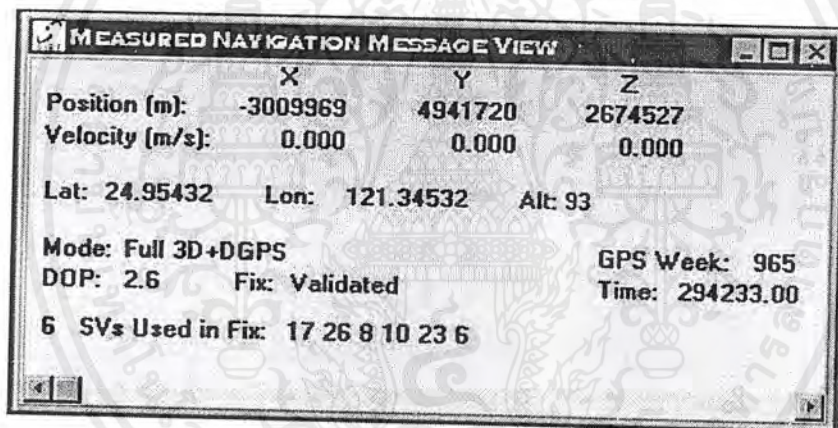 MEASURED NAVIGATION MESSAGE VIEW
X Y Z
Position (m): -3009969 4941720 2674527
Velocity (m/s): 0.000 0.000 0.000
Lat: 24.95432 Lon: 121.34532 Alt: 93
Mode: Full 3D+DGPS GPS Week: 965
DOP: 2.6 Fix: Validated Time: 294233.00
6 SVs Used in Fix: 17 26 8 10 23 6